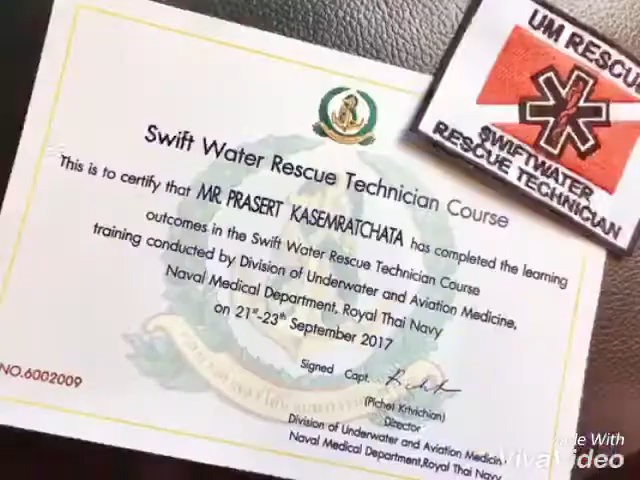 UM RESCU
SWIFTWATER
RESCUE TECHNICIAN
Swift Water Rescue Technician Course
This is to certify that MR. PRASERT KASEMRATCHATA has completed the learning
outcomes in the Swift Water Rescue Technician Course
training conducted by Division of Underwater and Aviation Medicine,
Naval Medical Department, Royal Thai Navy
on 21st-23th September 2017
Signed Capt.
(Pichet Krivichian)
Director
Division of Underwater and Aviation Medicin
Naval Medical Department,Royal Thai Navy
NO.6002009
Made With
VivaVideo